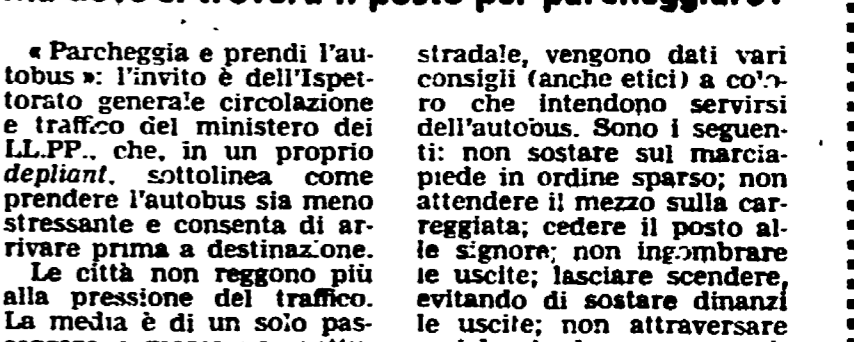 « Parcheggia e prendi l'au-
tobus »: l'invito è dell'Ispet-
torato generale circolazione
e traffico del ministero dei
LL.PP., che, in un proprio
depliant, sottolinea come
prendere l'autobus sia meno
stressante e consenta di ar-
rivare prima a destinazione.
Le città non reggono più
alla pressione del traffico.
La media è di un solo pas-
stradale, vengono dati vari
consigli (anche etici) a colo-
ro che intendono servirsi
dell'autobus. Sono i seguen-
ti: non sostare sul marcia-
piede in ordine sparso; non
attendere il mezzo sulla car-
reggiata; cedere il posto al-
le signore; non ingombrare
le uscite; lasciare scendere,
evitando di sostare dinanzi
le uscite; non attraversare